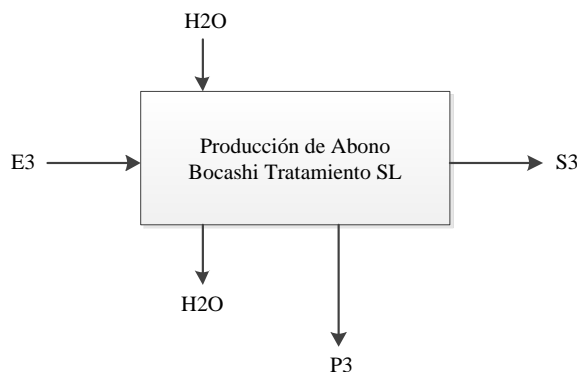 H2O
Producción de Abono
Bocashi Tratamiento SL
E3
S3
H2O
P3